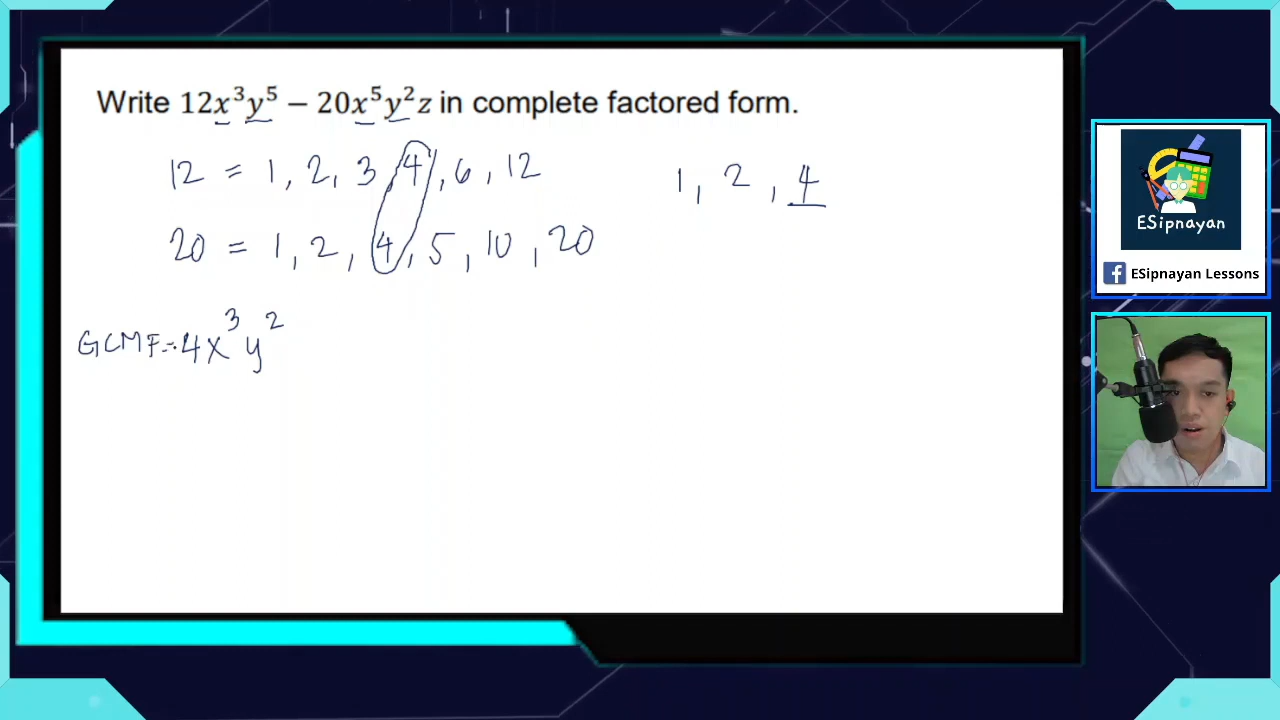 Write 12x³y⁵ − 20x⁵y²z in complete factored form.
12 = 1, 2, 3, 4, 6, 12
1, 2, 4
20 = 1, 2, 4, 5, 10, 20
GCMF = 4x³y²
ESipnayan
ESipnayan Lessons